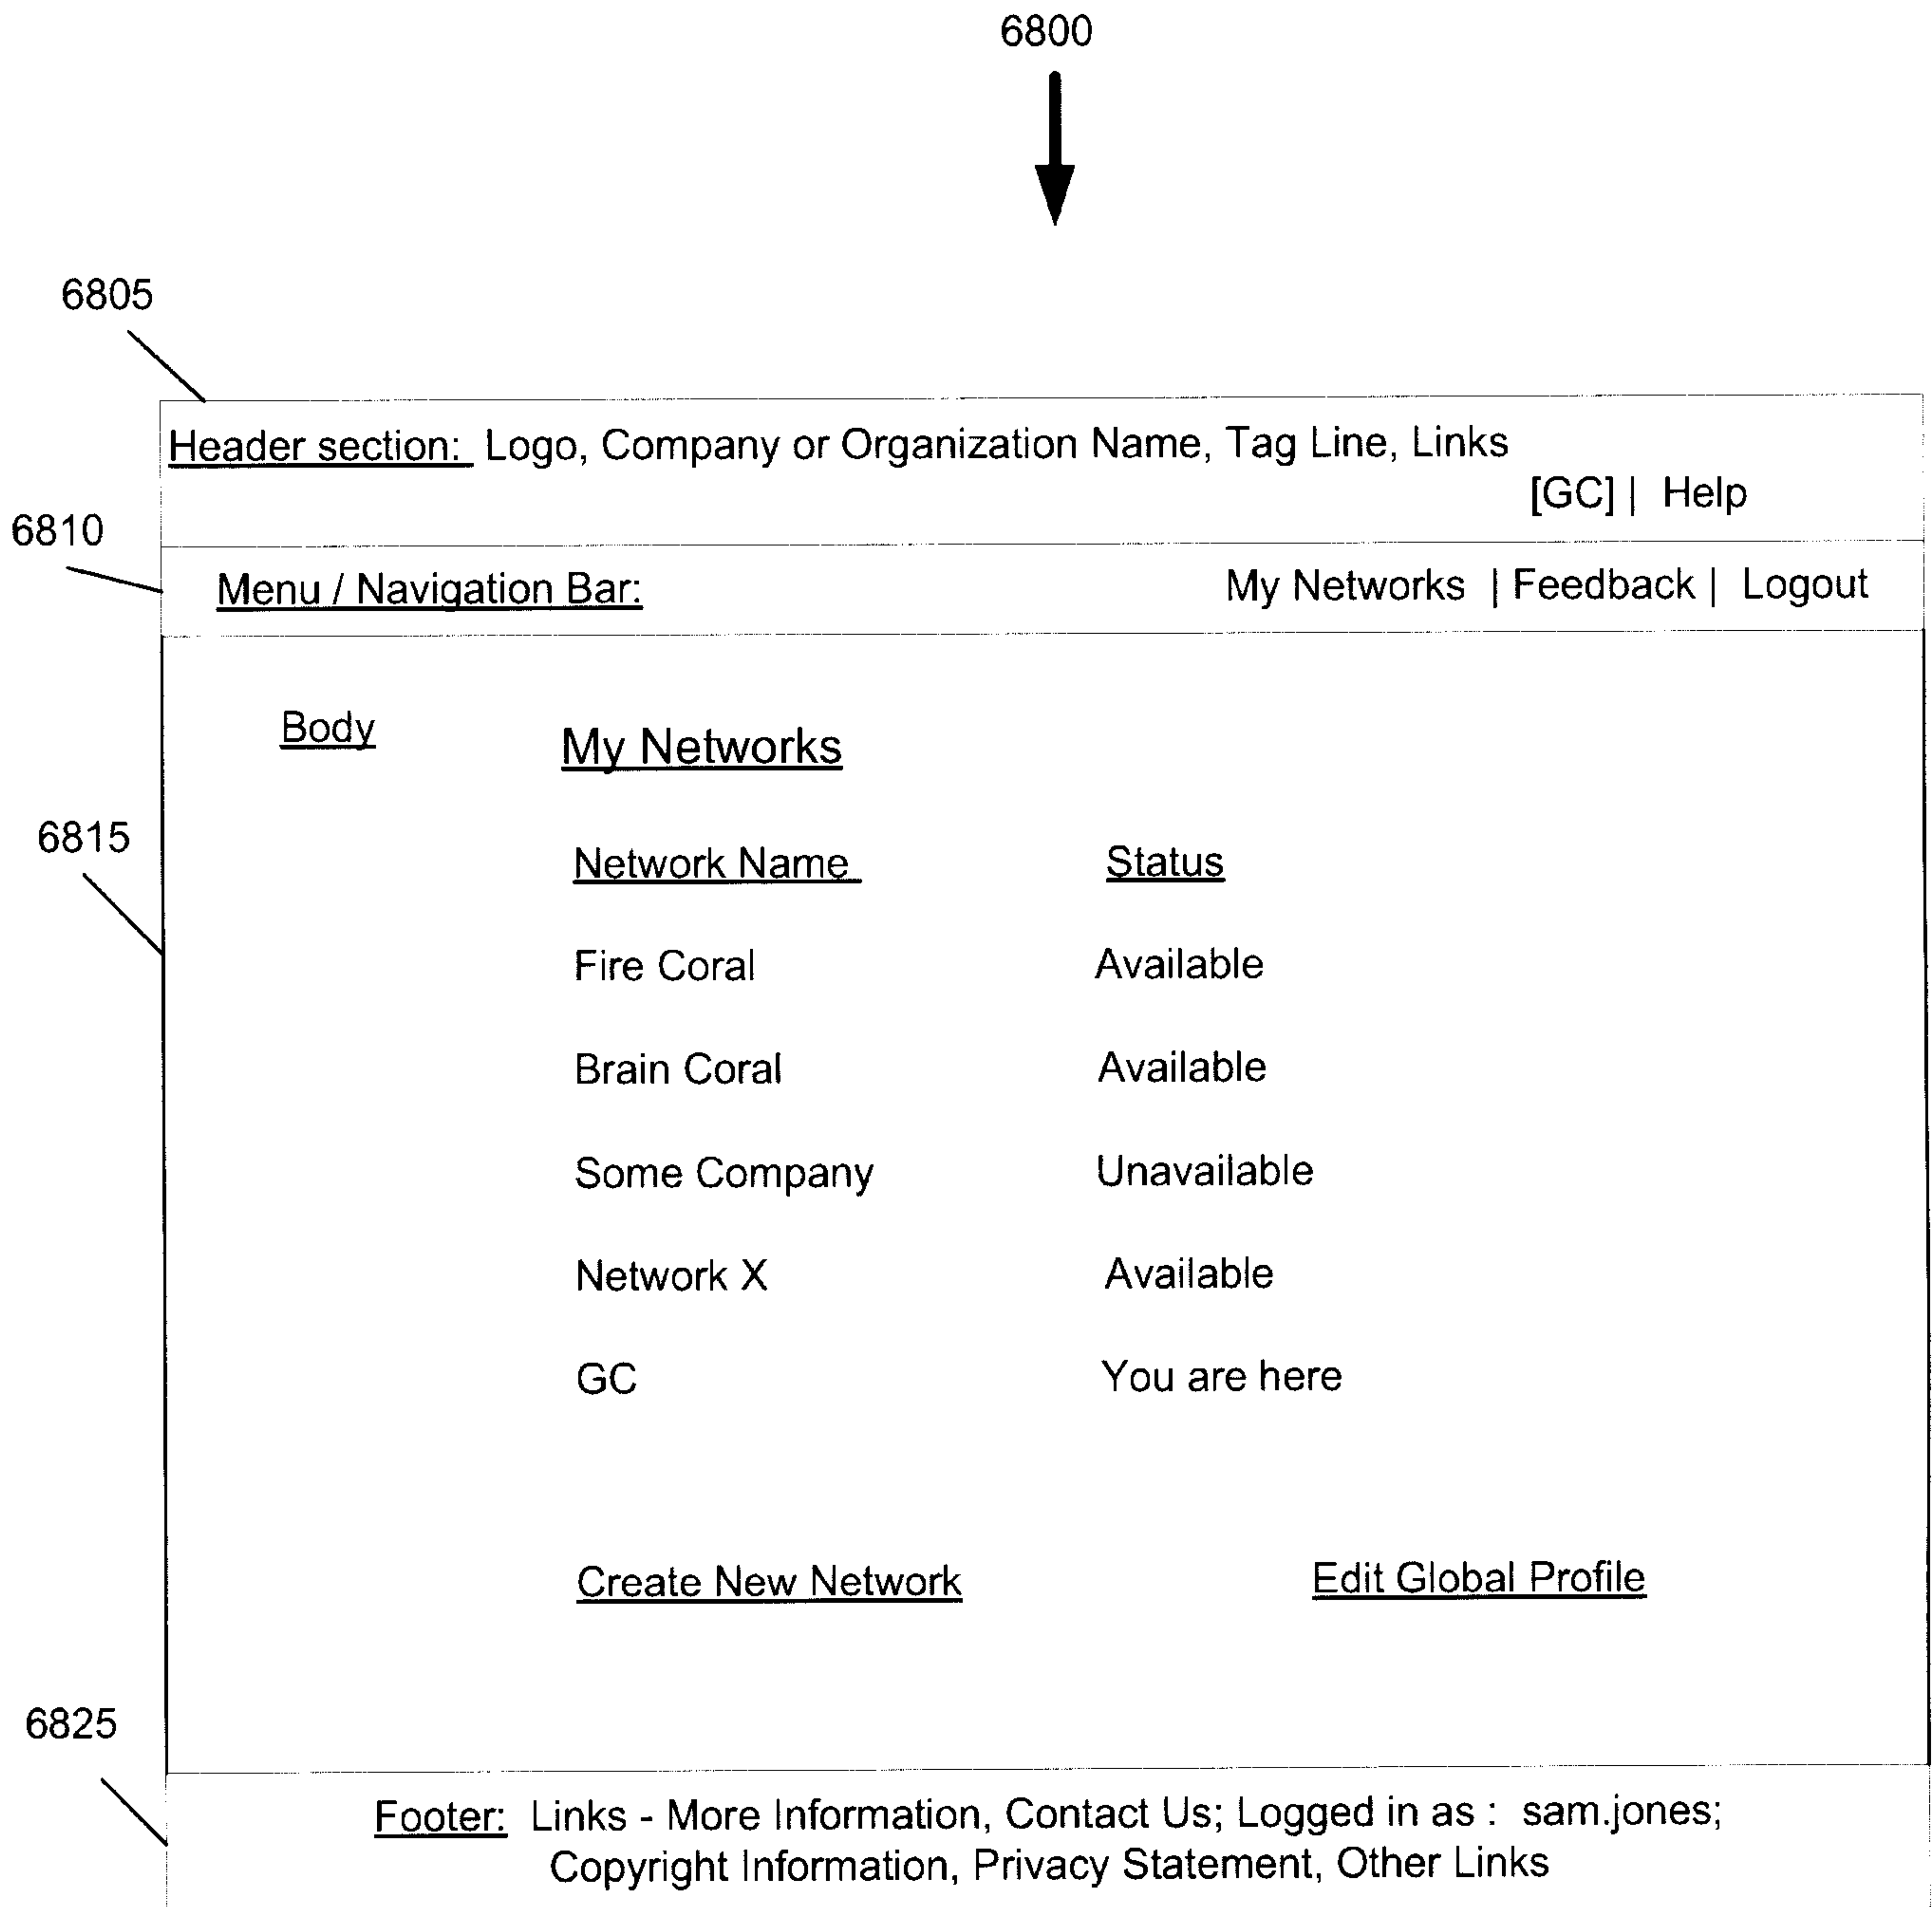 6800
6805
Header section: Logo, Company or Organization Name, Tag Line, Links
[GC] | Help
6810
Menu / Navigation Bar: My Networks | Feedback | Logout
Body My Networks
6815
Network Name Status
Fire Coral Available
Brain Coral Available
Some Company Unavailable
Network X Available
GC You are here
Create New Network Edit Global Profile
6825
Footer: Links - More Information, Contact Us; Logged in as : sam.jones;
Copyright Information, Privacy Statement, Other Links